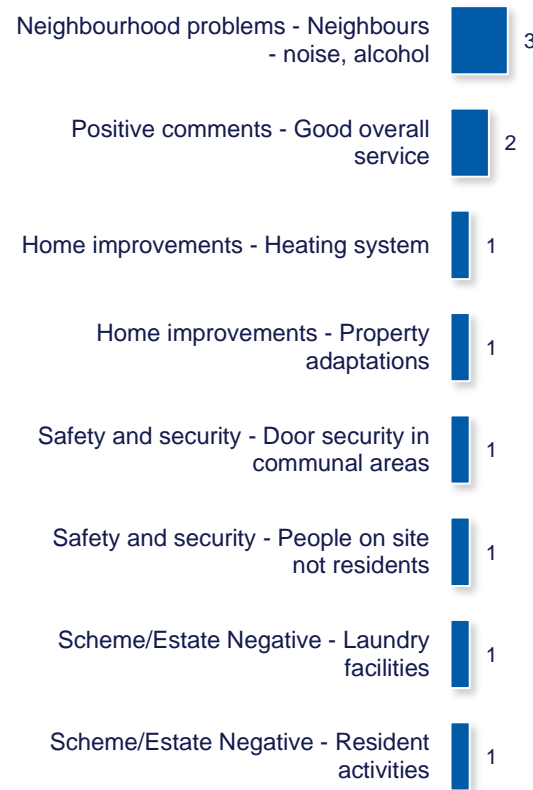 Neighbourhood problems - Neighbours
- noise, alcohol
3
Positive comments - Good overall
service
2
Home improvements - Heating system
1
Home improvements - Property
adaptations
1
Safety and security - Door security in
communal areas
1
Safety and security - People on site
not residents
1
Scheme/Estate Negative - Laundry
facilities
1
Scheme/Estate Negative - Resident
activities
1